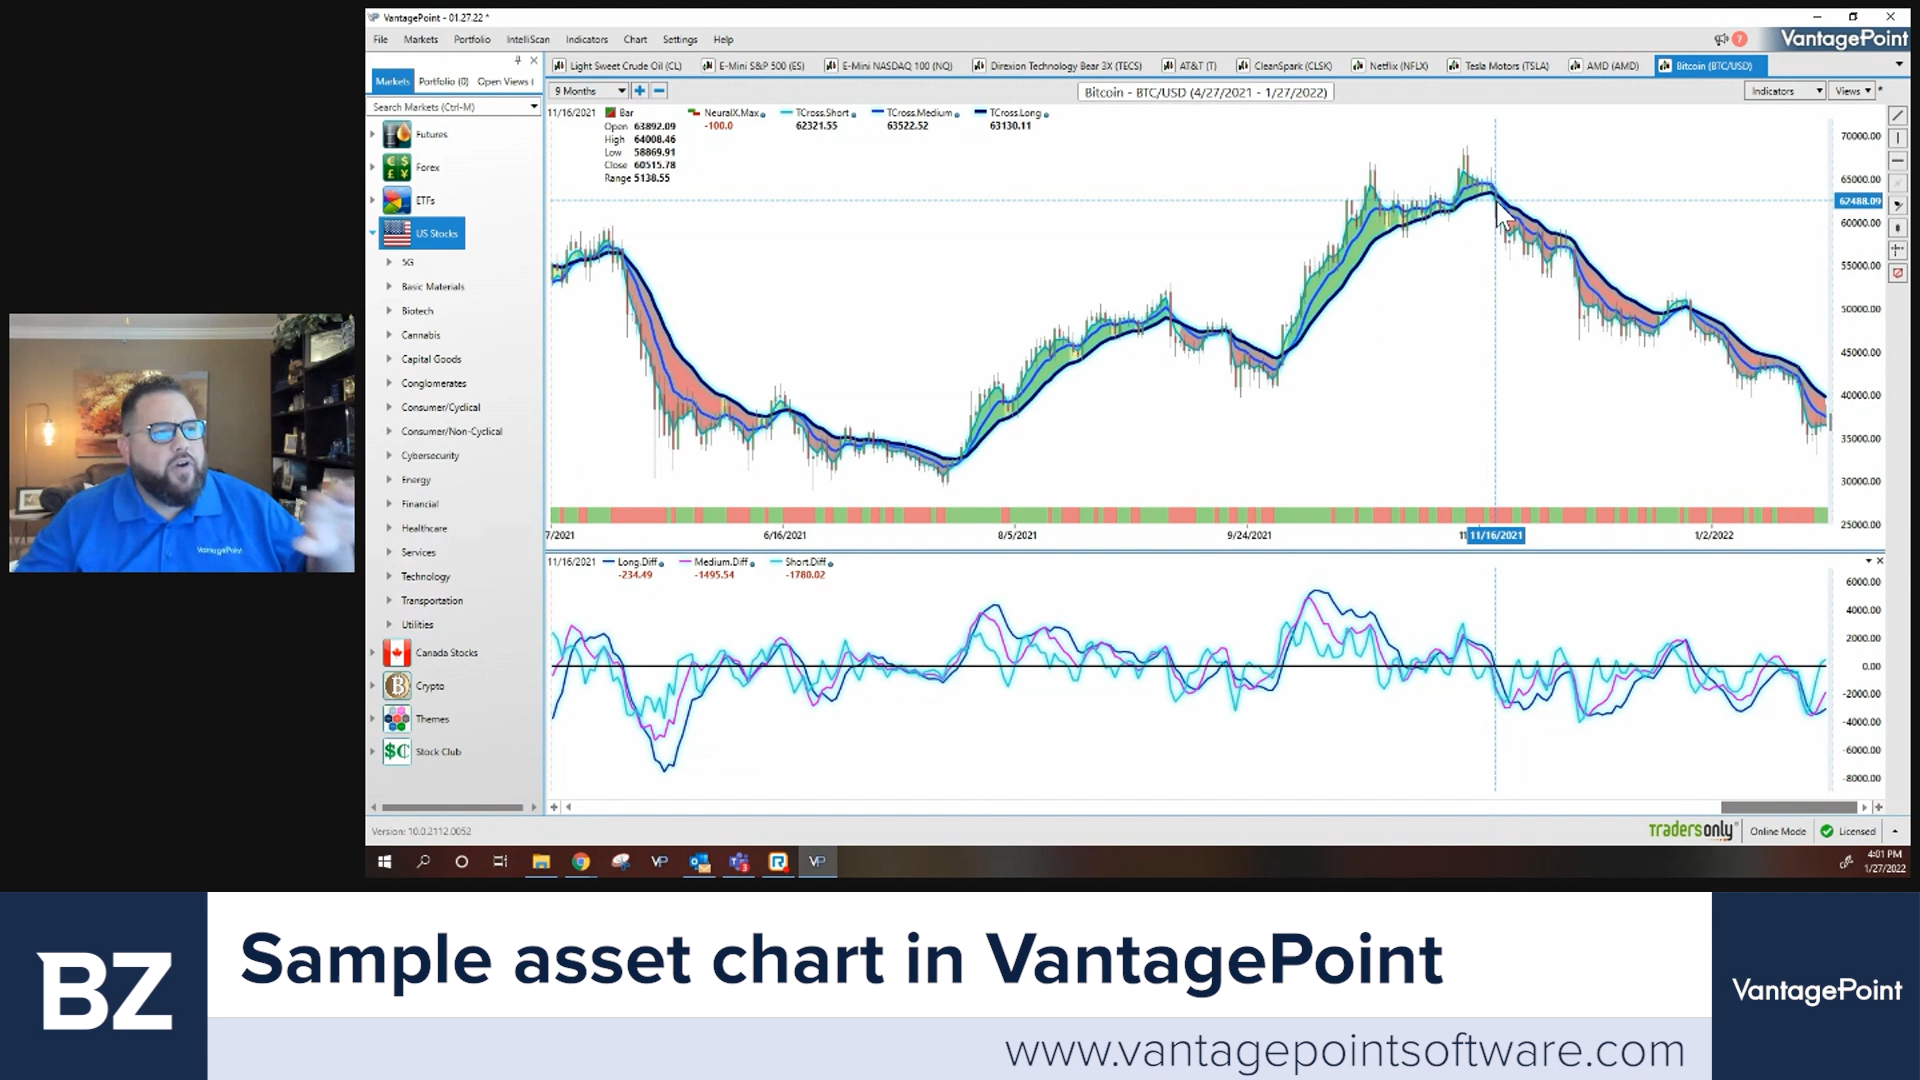 VantagePoint - 01.27.22 *
File Markets Portfolio IntelliScan Indicators Chart Settings Help
7 VantagePoint
Markets Portfolio (0) Open Views (
Light Sweet Crude Oil (CL) E-Mini S&P 500 (ES) E-Mini NASDAQ 100 (NQ) Direxion Technology Bear 3X (TECS) AT&T (T) CleanSpark (CLSK) Netflix (NFLX) Tesla Motors (TSLA) AMD (AMD) Bitcoin (BTC/USD)
Search Markets (Ctrl-M)
9 Months
Bitcoin - BTC/USD (4/27/2021 - 1/27/2022)
Indicators Views
Futures
Forex
ETFs
US Stocks
5G
Basic Materials
Biotech
Cannabis
Capital Goods
Conglomerates
Consumer/Cyclical
Consumer/Non-Cyclical
Cybersecurity
Energy
Financial
Healthcare
Services
Technology
Transportation
Utilities
Canada Stocks
Crypto
Themes
Stock Club
11/16/2021 Bar NeuralX.Max TCross.Short TCross.Medium TCross.Long
Open 63892.09 -100.0 62321.55 63522.52 63130.11
High 64008.46
Low 58869.91
Close 60515.78
Range 5138.55
70000.00
65000.00
62488.09
60000.00
55000.00
50000.00
45000.00
40000.00
35000.00
30000.00
25000.00
7/2021 6/16/2021 8/5/2021 9/24/2021 11 11/16/2021 1/2/2022
11/16/2021 Long.Diff Medium.Diff Short.Diff
-234.49 -1495.54 -1780.02
6000.00
4000.00
2000.00
0.00
-2000.00
-4000.00
-6000.00
-8000.00
VantagePoint
Version: 10.0.2112.0052
tradersonly Online Mode Licensed
VP VP
4:01 PM
1/27/2022
BZ
Sample asset chart in VantagePoint
VantagePoint
www.vantagepointsoftware.com